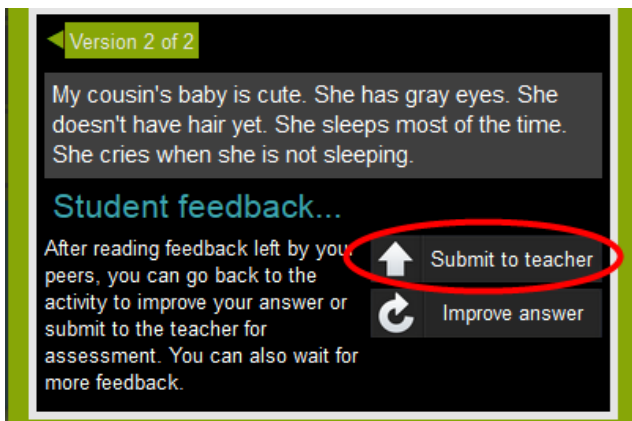 Version 2 of 2
My cousin's baby is cute. She has gray eyes. She
doesn't have hair yet. She sleeps most of the time.
She cries when she is not sleeping.
Student feedback...
After reading feedback left by your
peers, you can go back to the
activity to improve your answer or
submit to the teacher for
assessment. You can also wait for
more feedback.
Submit to teacher
Improve answer